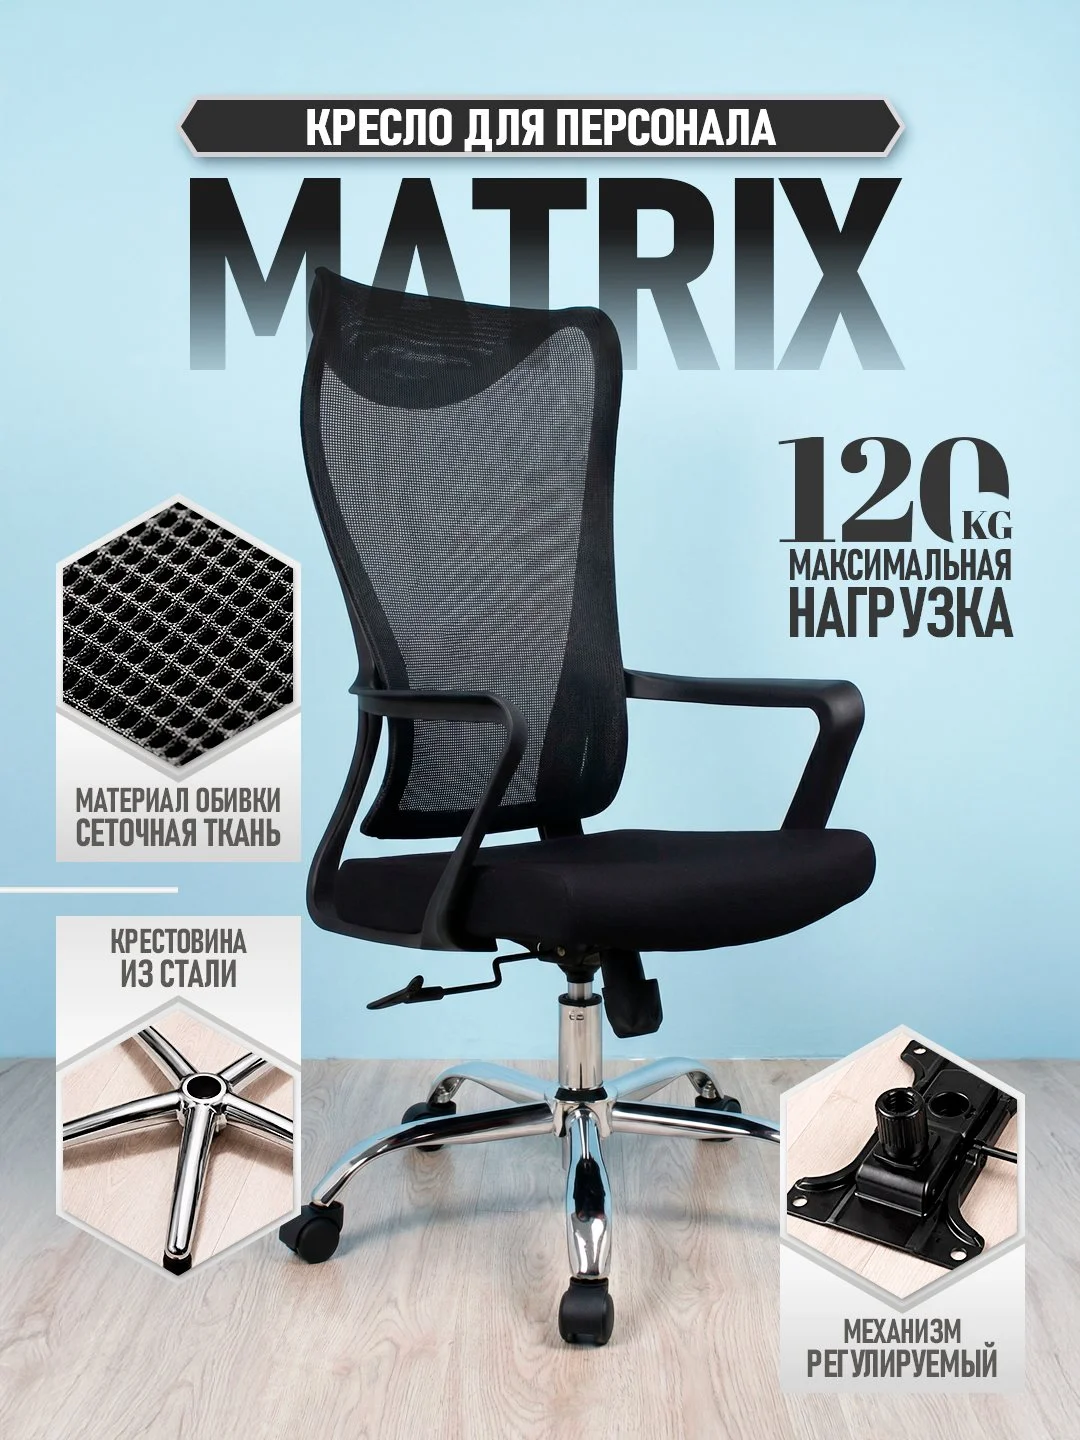 КРЕСЛО ДЛЯ ПЕРСОНАЛА
MATRIX
120 KG
МАКСИМАЛЬНАЯ
НАГРУЗКА
МАТЕРИАЛ ОБИВКИ
СЕТОЧНАЯ ТКАНЬ
КРЕСТОВИНА
ИЗ СТАЛИ
МЕХАНИЗМ
РЕГУЛИРУЕМЫЙ